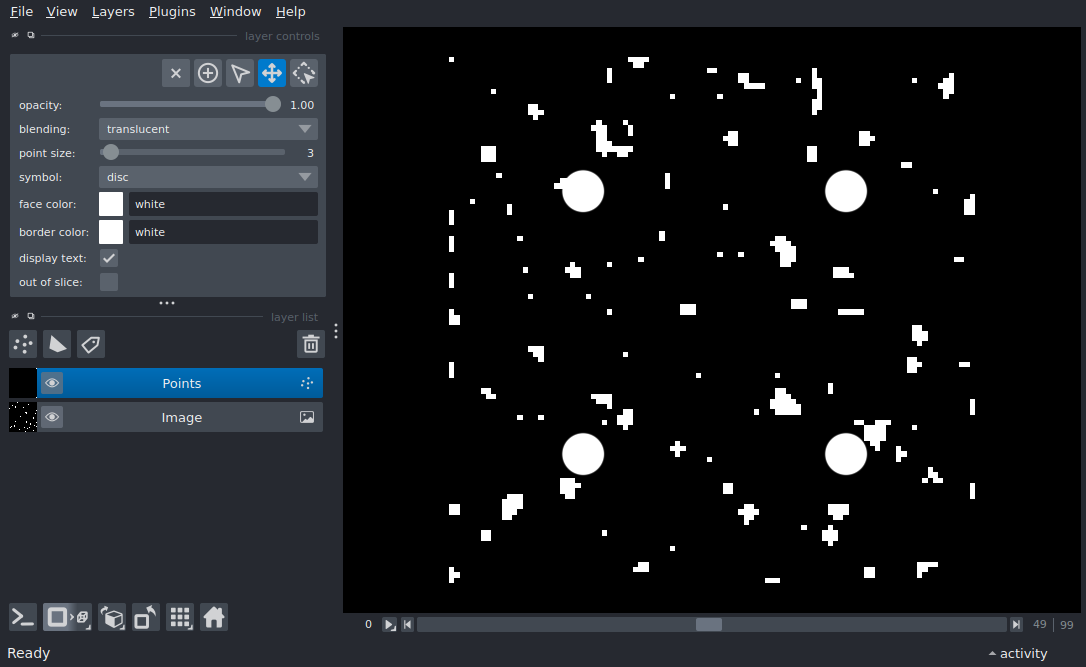 File View Layers Plugins Window Help
layer controls
opacity: 1.00
blending: translucent
point size: 3
symbol: disc
face color: white
border color: white
display text:
out of slice:
layer list
Points
Image
0 49 | 99
Ready activity